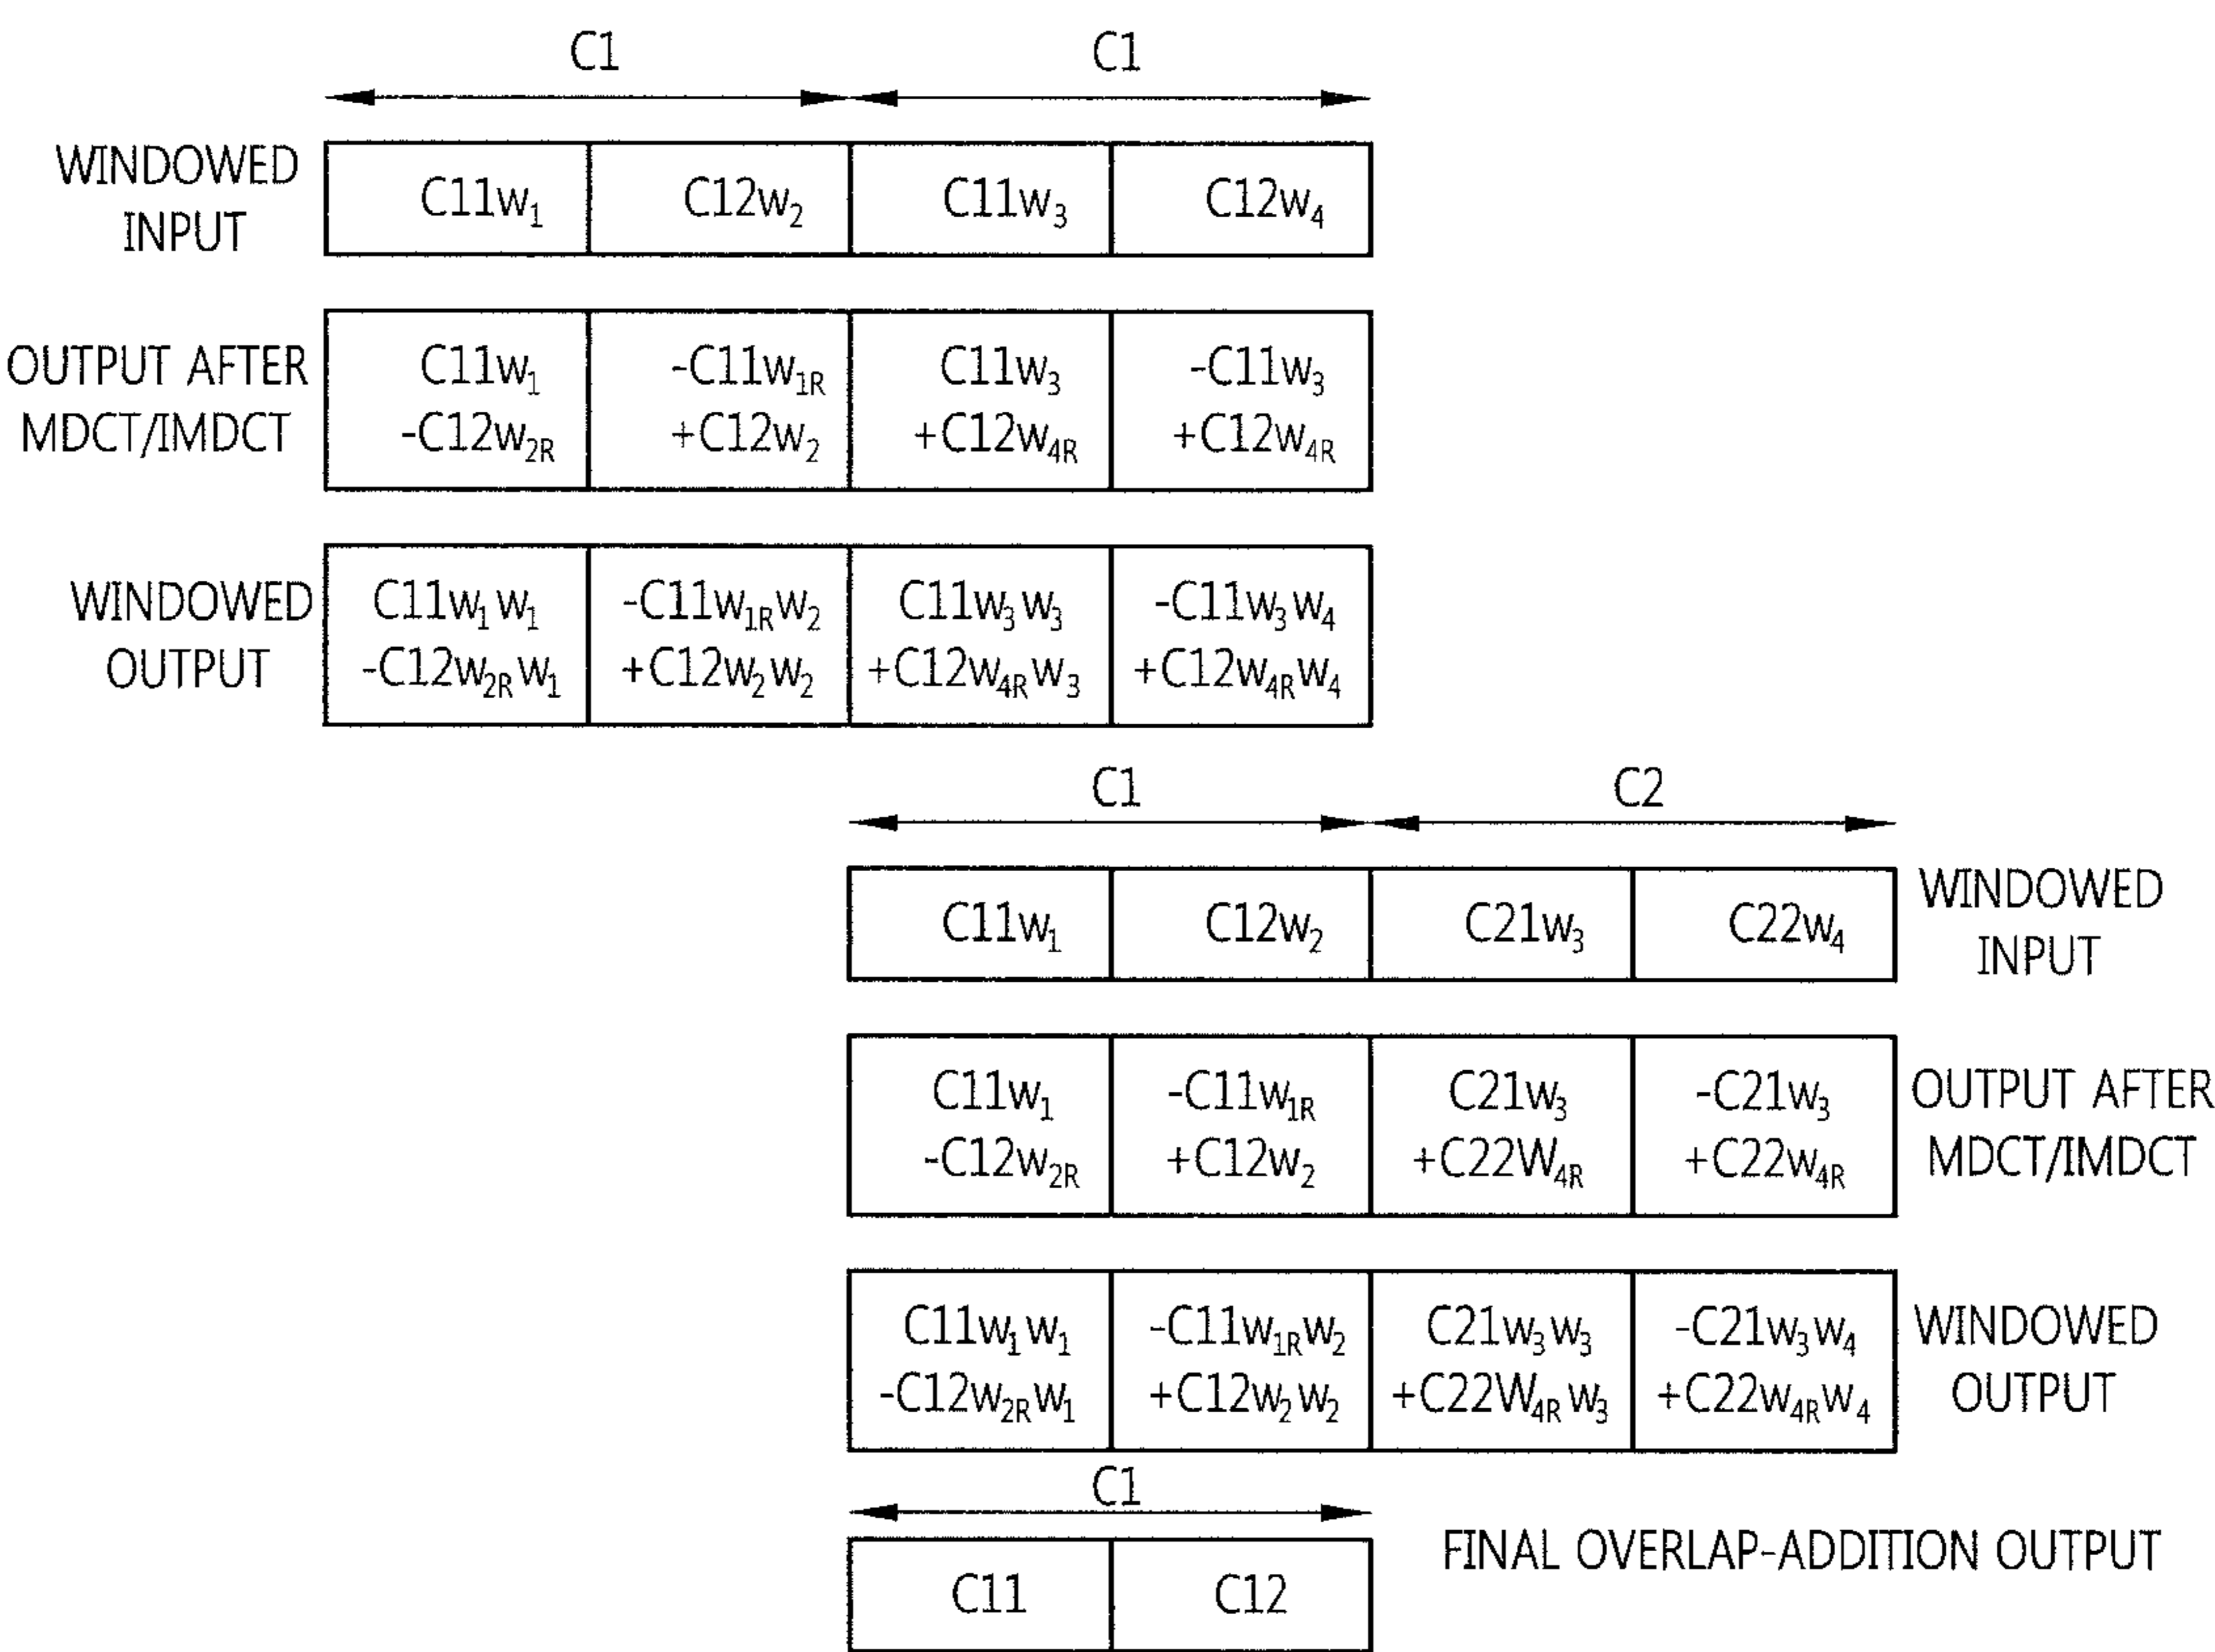 C1 C1
WINDOWED INPUT
C11w₁ C12w₂ C11w₃ C12w₄
OUTPUT AFTER MDCT/IMDCT
C11w₁ -C11w₁R C11w₃ -C11w₃
-C12w₂R +C12w₂ +C12w₄R +C12w₄R
WINDOWED OUTPUT
C11w₁w₁ -C11w₁Rw₂ C11w₃w₃ -C11w₃w₄
-C12w₂Rw₁ +C12w₂w₂ +C12w₄Rw₃ +C12w₄Rw₄
C1 C2
C11w₁ C12w₂ C21w₃ C22w₄
WINDOWED INPUT
C11w₁ -C11w₁R C21w₃ -C21w₃
-C12w₂R +C12w₂ +C22W₄R +C22w₄R
OUTPUT AFTER MDCT/IMDCT
C11w₁w₁ -C11w₁Rw₂ C21w₃w₃ -C21w₃w₄
-C12w₂Rw₁ +C12w₂w₂ +C22W₄Rw₃ +C22w₄Rw₄
WINDOWED OUTPUT
C1
C11 C12
FINAL OVERLAP-ADDITION OUTPUT